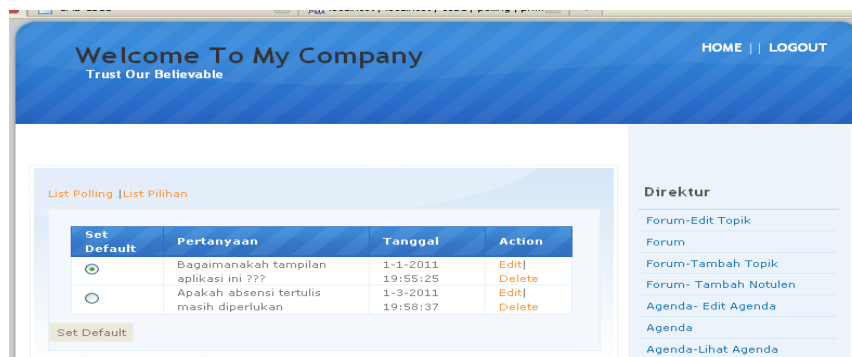 HOME || LOGOUT
Welcome To My Company
Trust Our Believable
List Polling |List Pilihan
Set Default Pertanyaan Tanggal Action
Bagaimanakah tampilan aplikasi ini ??? 1-1-2011 19:55:25 Edit| Delete
Apakah absensi tertulis masih diperlukan 1-3-2011 19:58:37 Edit| Delete
Set Default
Direktur
Forum-Edit Topik
Forum
Forum-Tambah Topik
Forum- Tambah Notulen
Agenda- Edit Agenda
Agenda
Agenda-Lihat Agenda